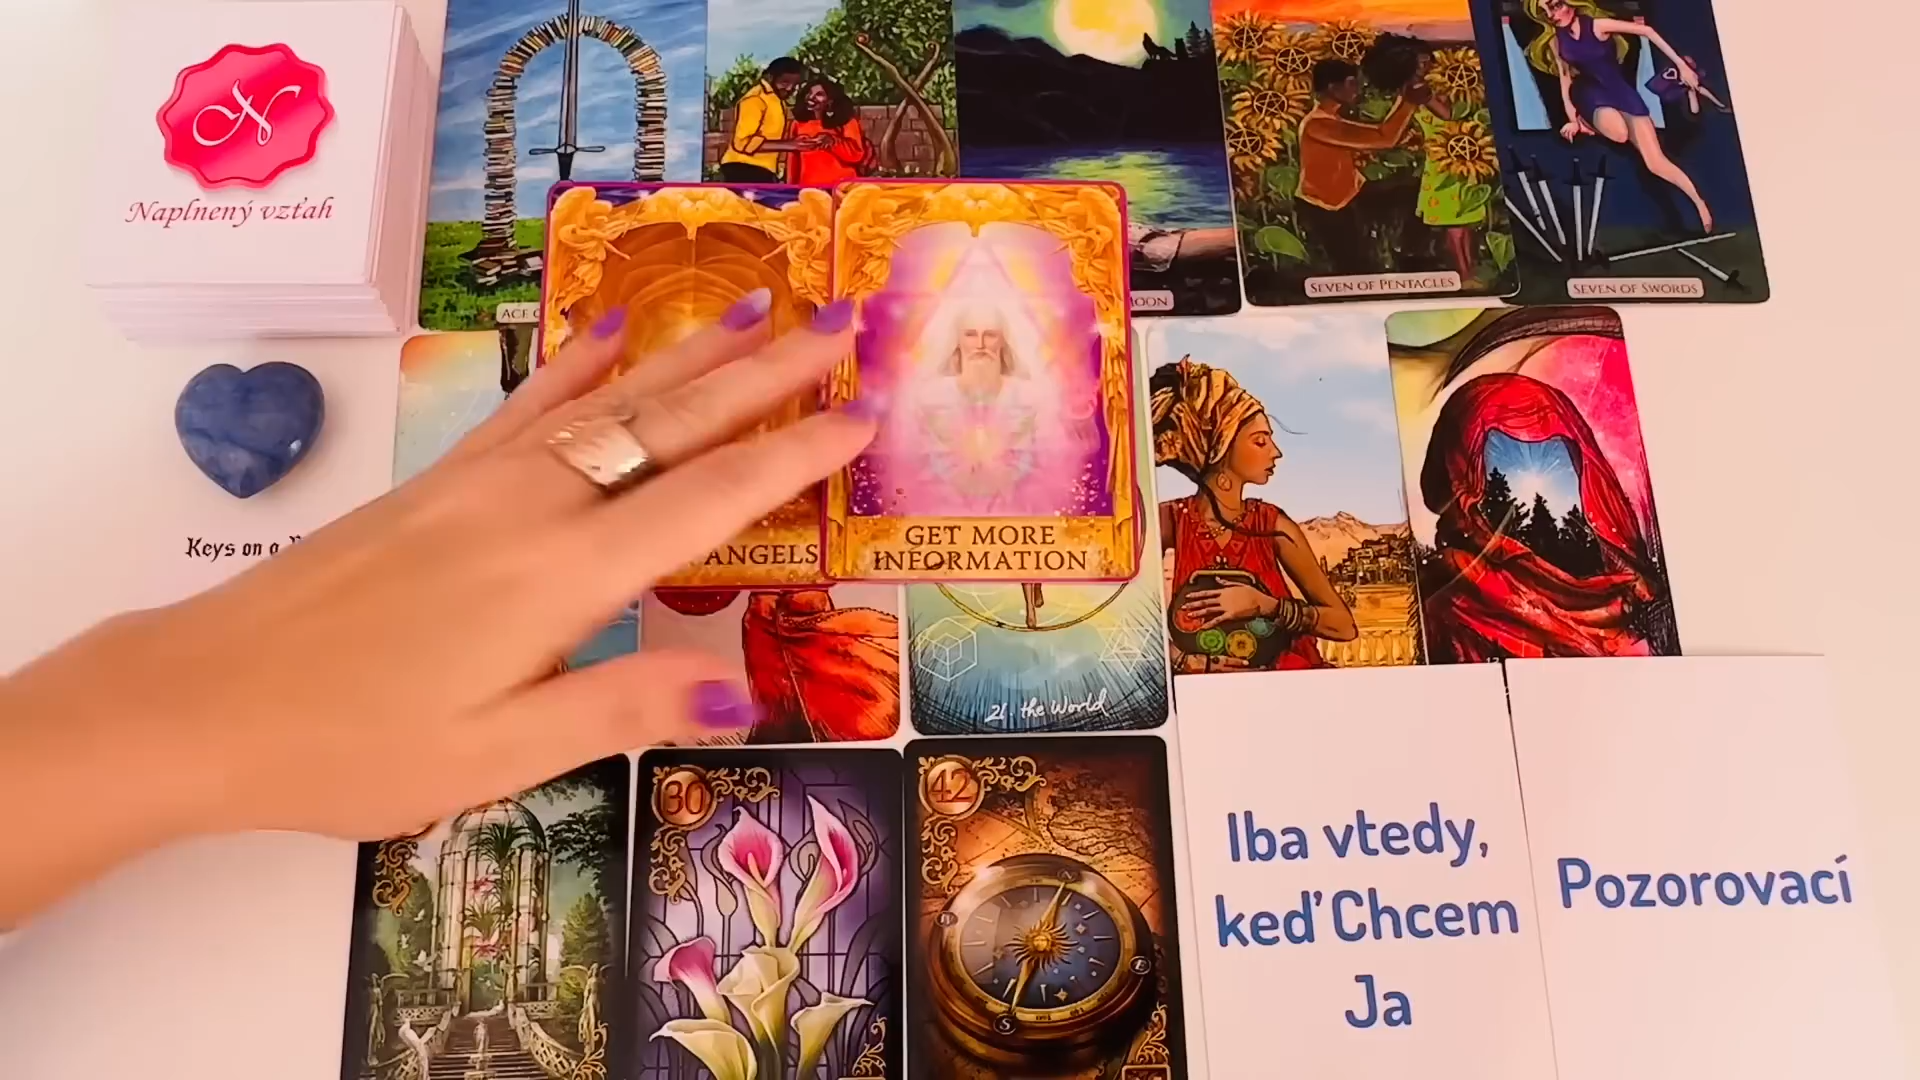 N
Naplnený vzťah
ACE
MOON
SEVEN OF PENTACLES
SEVEN OF SWORDS
Keys on a
ANGELS
GET MORE
INFORMATION
21. the World
30
42
S
E
Iba vtedy,
keď Chcem
Ja
Pozorovací